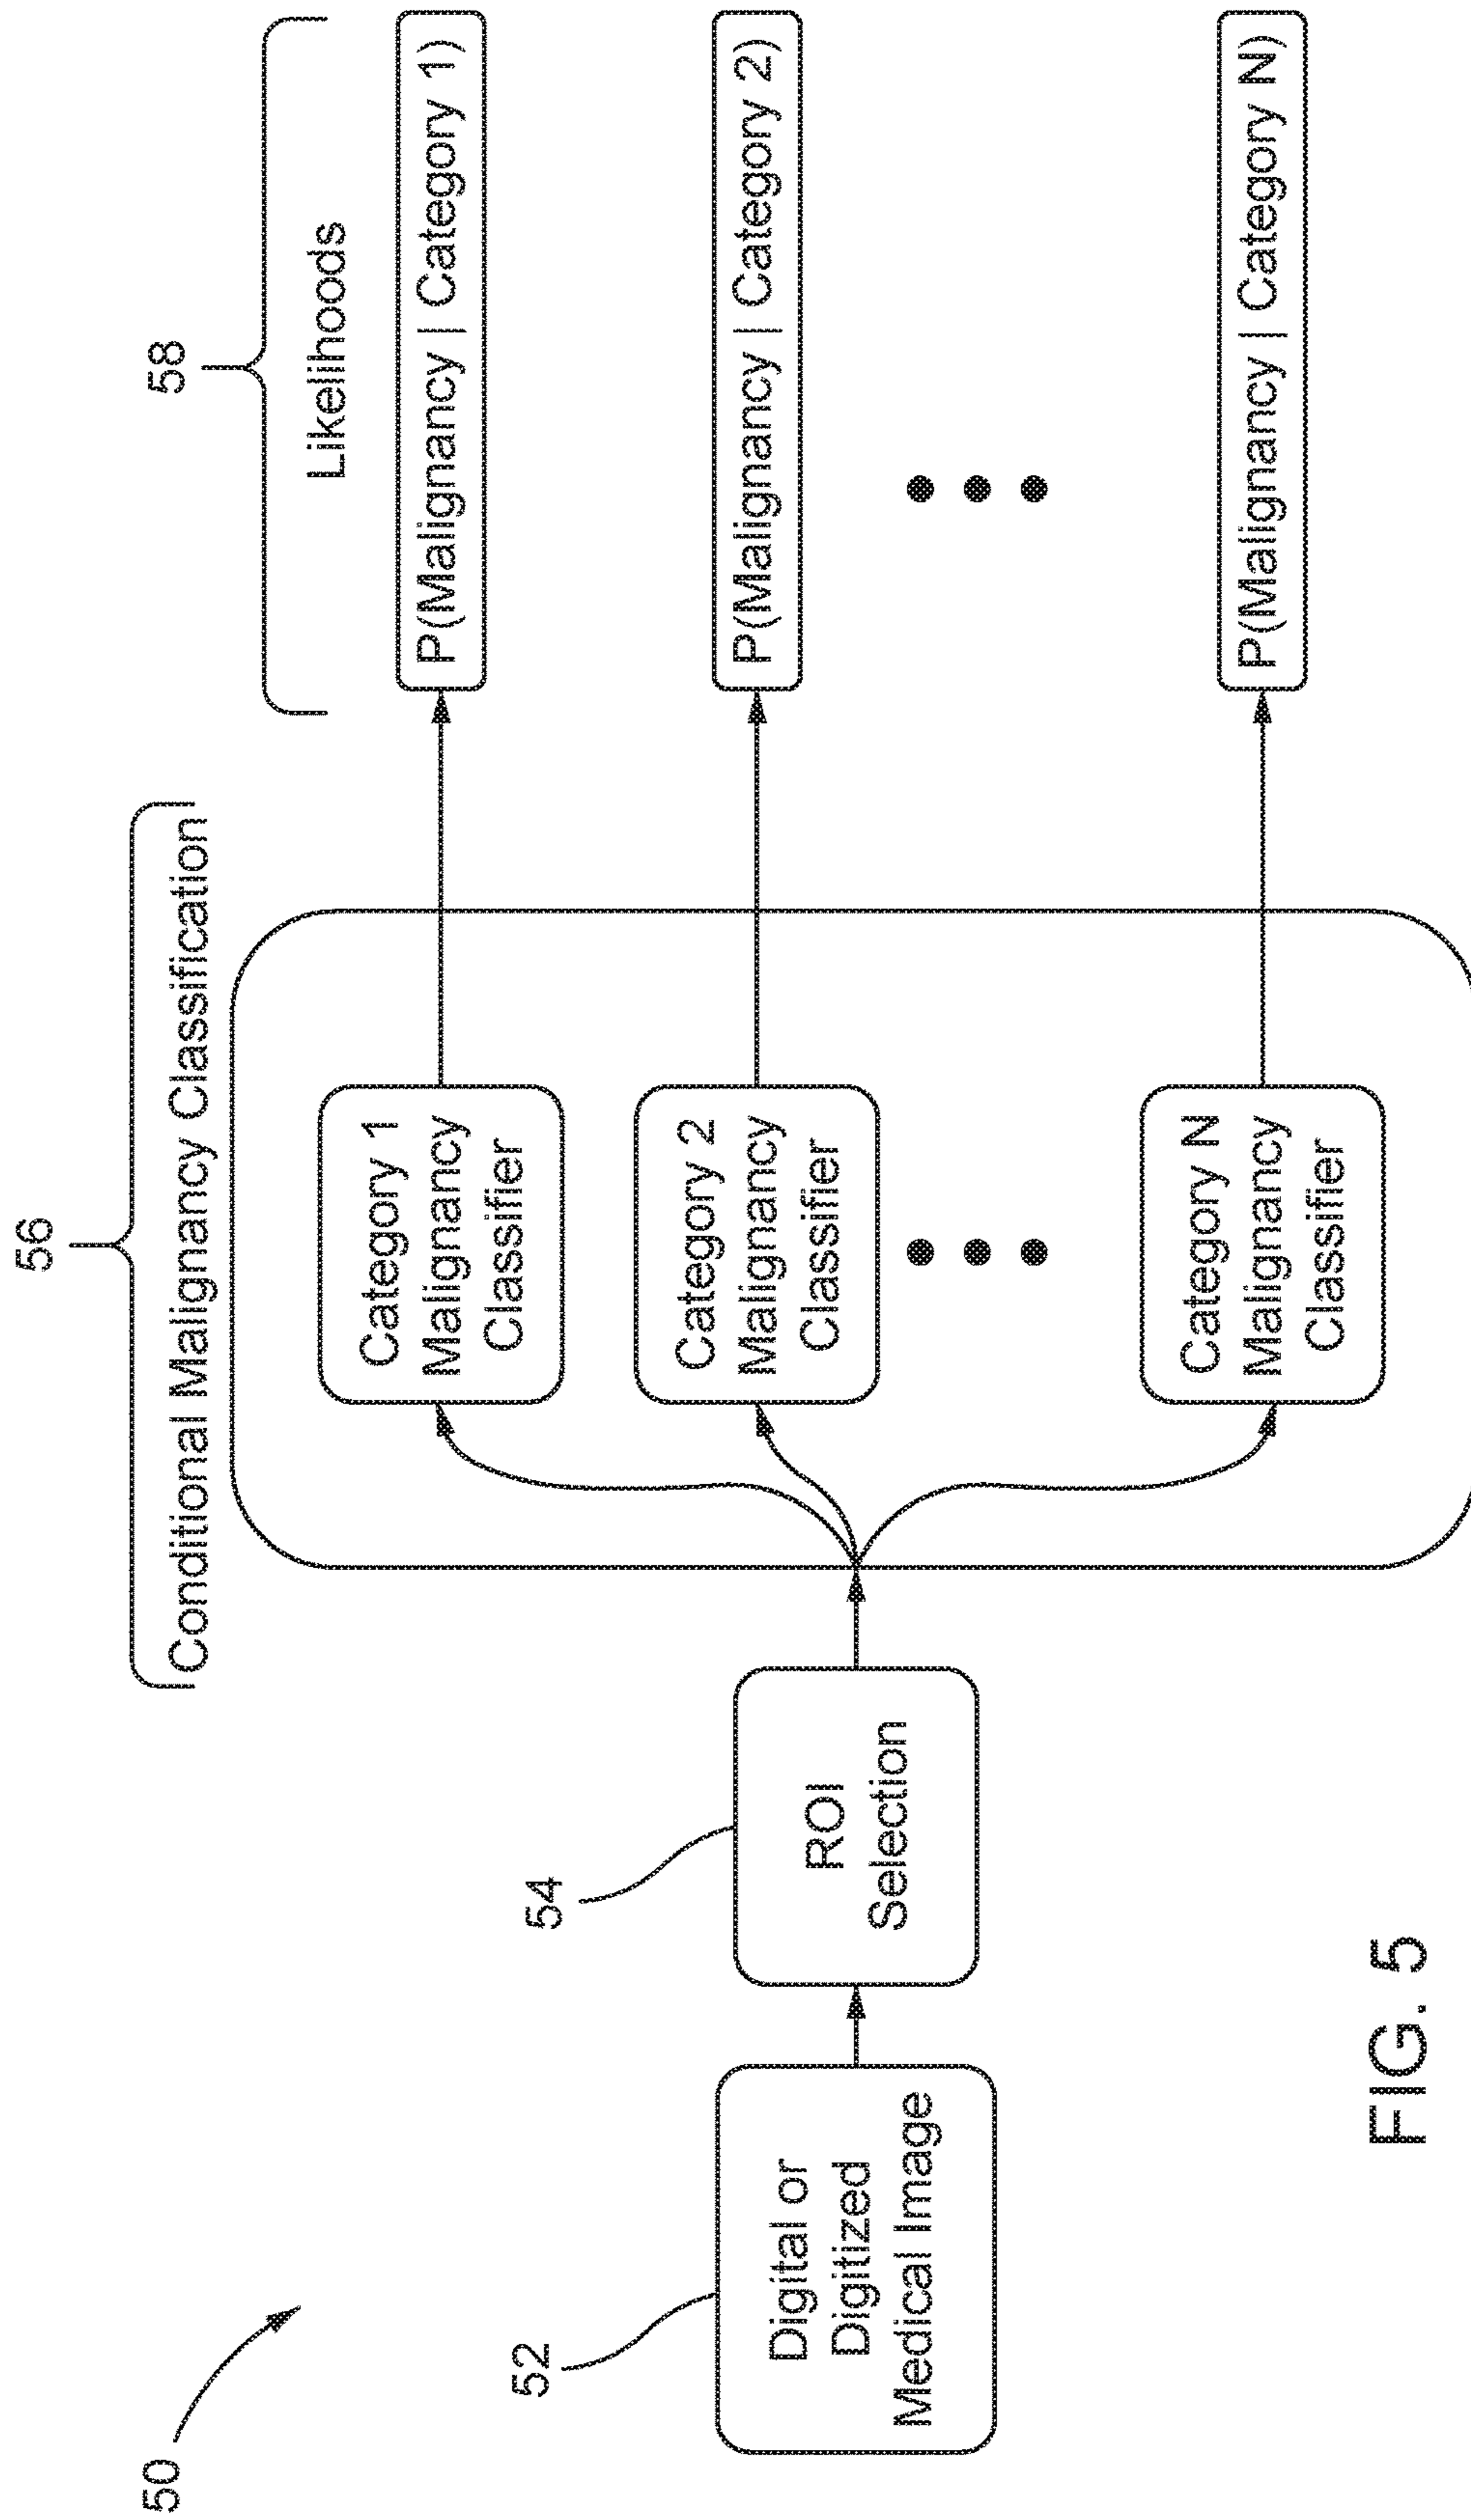 50
52
Digital or
Digitized
Medical Image
54
ROI
Selection
56
Conditional Malignancy Classification
Category 1
Malignancy
Classifier
Category 2
Malignancy
Classifier
Category N
Malignancy
Classifier
58
Likelihoods
P(Malignancy | Category 1)
P(Malignancy | Category 2)
P(Malignancy | Category N)
FIG. 5